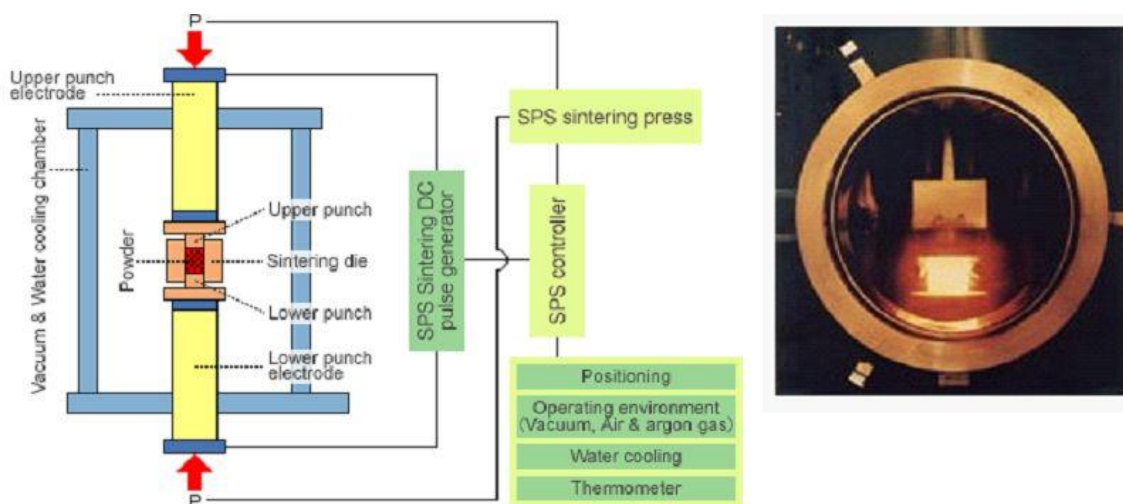 P
Upper punch
electrode
Vacuum & Water cooling chamber
Powder
Upper punch
Sintering die
Lower punch
Lower punch
electrode
P
SPS Sintering DC
pulse generator
SPS sintering press
SPS controller
Positioning
Operating environment
(Vacuum, Air & argon gas)
Water cooling
Thermometer